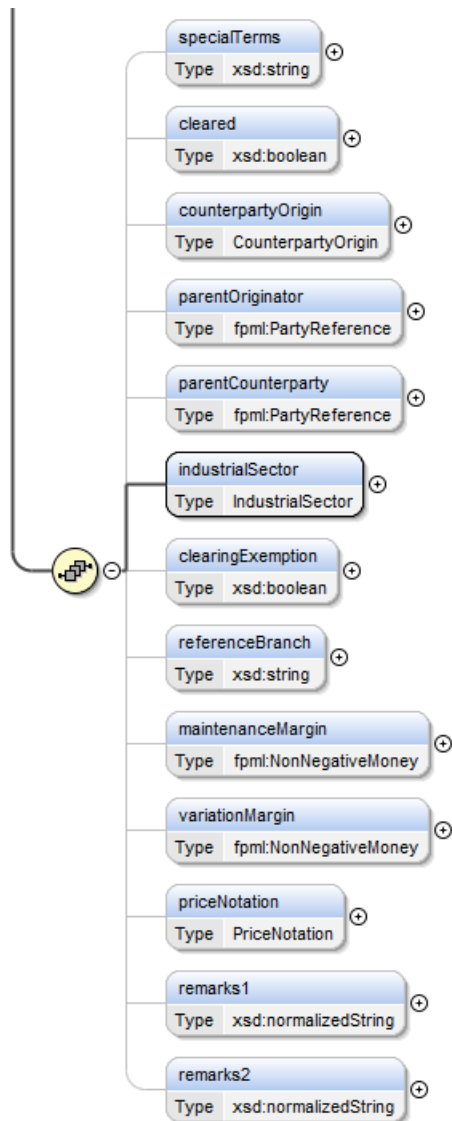 specialTerms
Type xsd:string
cleared
Type xsd:boolean
counterpartyOrigin
Type CounterpartyOrigin
parentOriginator
Type fpml:PartyReference
parentCounterparty
Type fpml:PartyReference
industrialSector
Type IndustrialSector
clearingExemption
Type xsd:boolean
referenceBranch
Type xsd:string
maintenanceMargin
Type fpml:NonNegativeMoney
variationMargin
Type fpml:NonNegativeMoney
priceNotation
Type PriceNotation
remarks1
Type xsd:normalizedString
remarks2
Type xsd:normalizedString